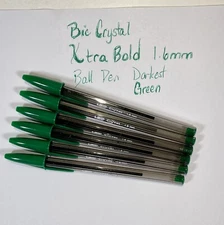 Bic Crystal
Xtra Bold 1.6mm
Ball Pen Darkest
Green